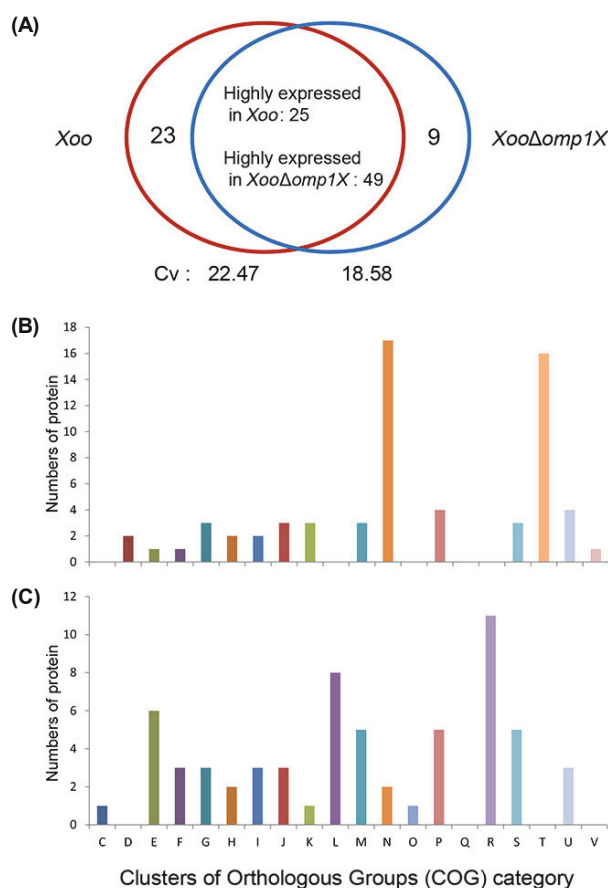 (A)
Highly expressed
in Xoo: 25
23
9
Xoo
XooΔomp1X
Highly expressed
in XooΔomp1X : 49
Cv : 22.47 18.58
(B)
Numbers of protein
18
16
14
12
10
8
6
4
2
0
(C)
Numbers of protein
12
10
8
6
4
2
0
C D E F G H I J K L M N O P Q R S T U V
Clusters of Orthologous Groups (COG) category